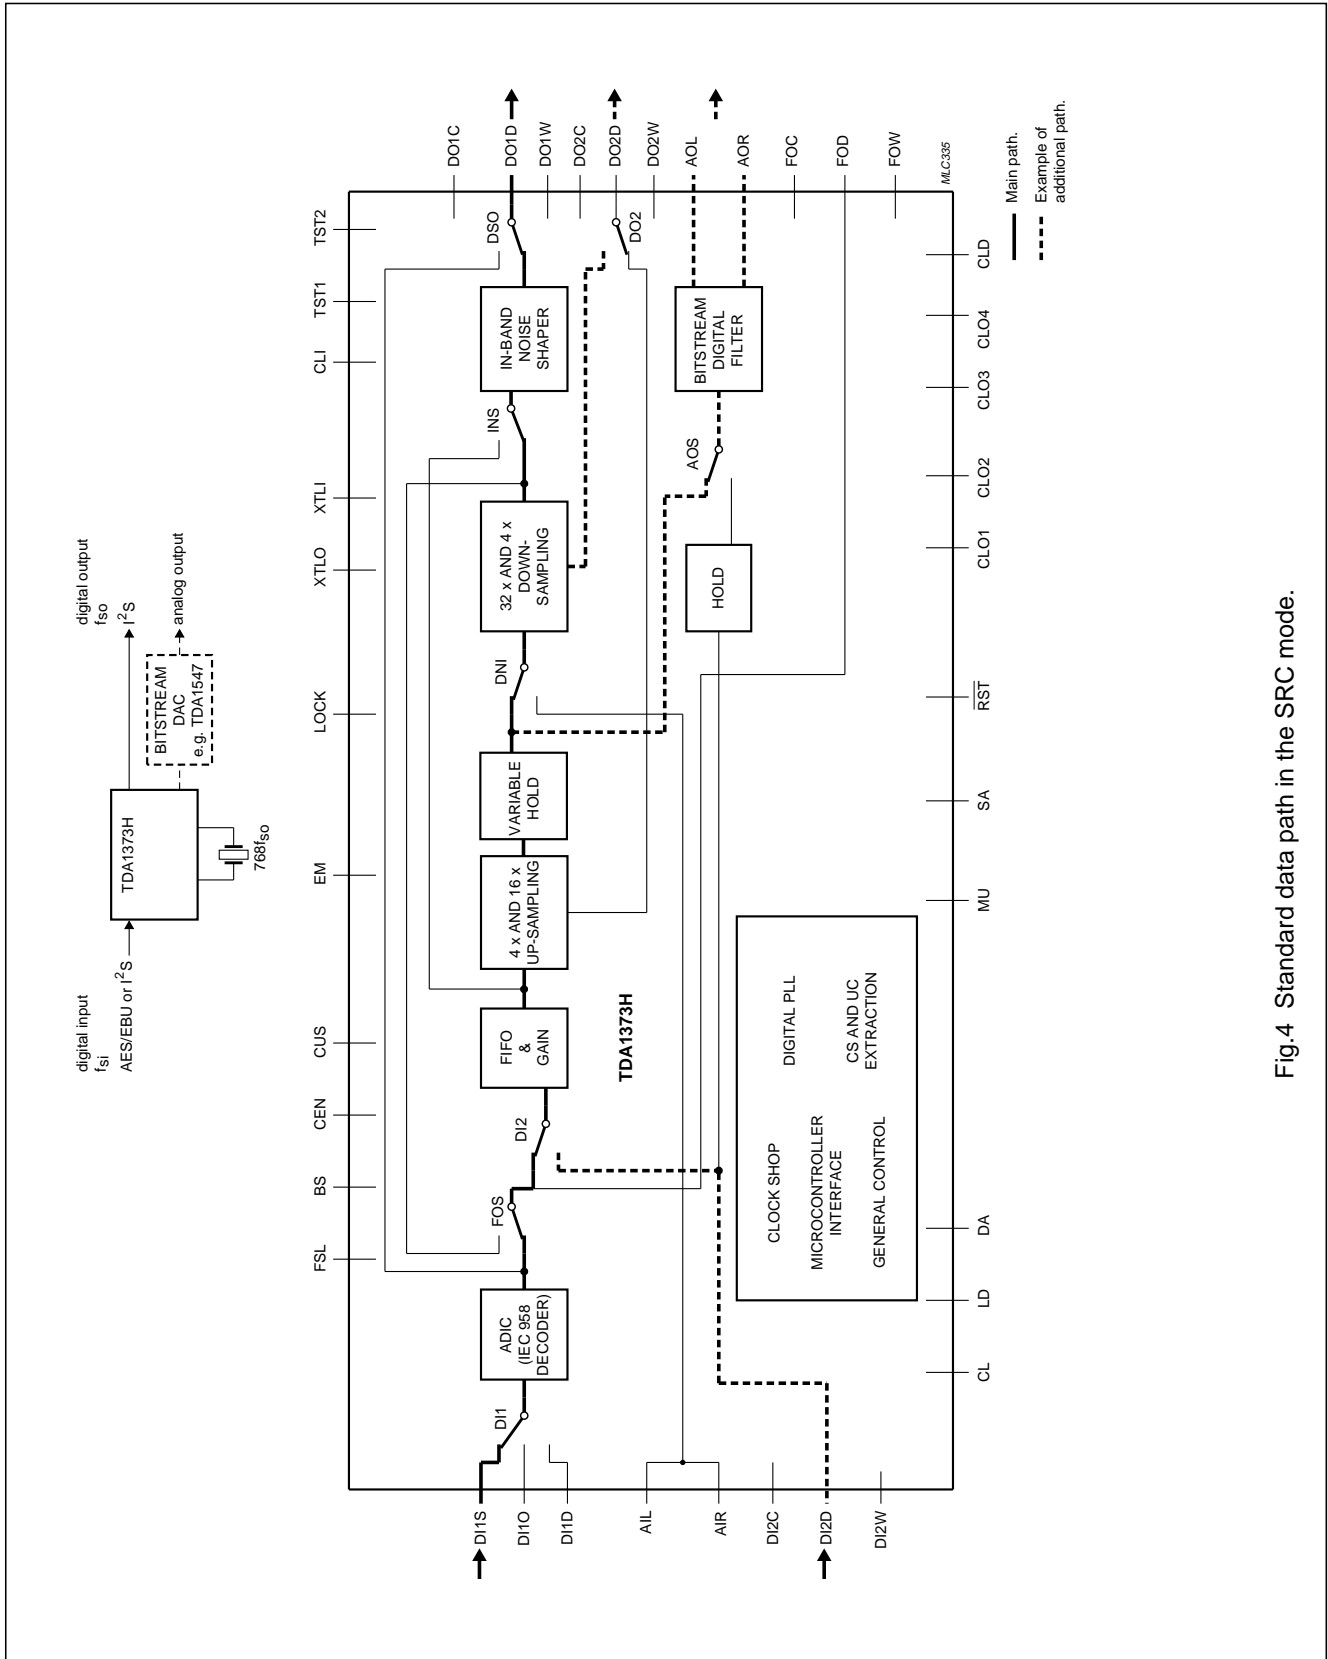 digital input
fsi
AES/EBU or I²S
TDA1373H
768fso
BITSTREAM
DAC
e.g. TDA1547
digital output
fso
I²S
analog output
FSL
BS
CEN
CUS
EM
LOCK
XTLO
XTLI
CLI
TST1
TST2
DI1S
DI1O
DI1D
AIL
AIR
DI2C
DI2D
DI2W
DI1
ADIC
(IEC 958
DECODER)
FOS
DI2
FIFO
&
GAIN
4 x AND 16 x
UP-SAMPLING
VARIABLE
HOLD
DNI
32 x AND 4 x
DOWN-
SAMPLING
INS
IN-BAND
NOISE
SHAPER
DSO
DO2
TDA1373H
HOLD
AOS
BITSTREAM
DIGITAL
FILTER
CLOCK SHOP
DIGITAL PLL
MICROCONTROLLER
INTERFACE
CS AND UC
EXTRACTION
GENERAL CONTROL
DO1C
DO1D
DO1W
DO2C
DO2D
DO2W
AOL
AOR
FOC
FOD
FOW
CL
LD
DA
MU
SA
RST
CLO1
CLO2
CLO3
CLO4
CLD
MLC335
Main path.
Example of
additional path.
Fig.4 Standard data path in the SRC mode.